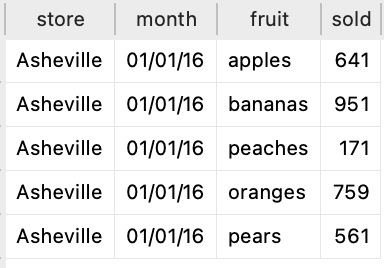 store month fruit sold
Asheville 01/01/16 apples 641
Asheville 01/01/16 bananas 951
Asheville 01/01/16 peaches 171
Asheville 01/01/16 oranges 759
Asheville 01/01/16 pears 561